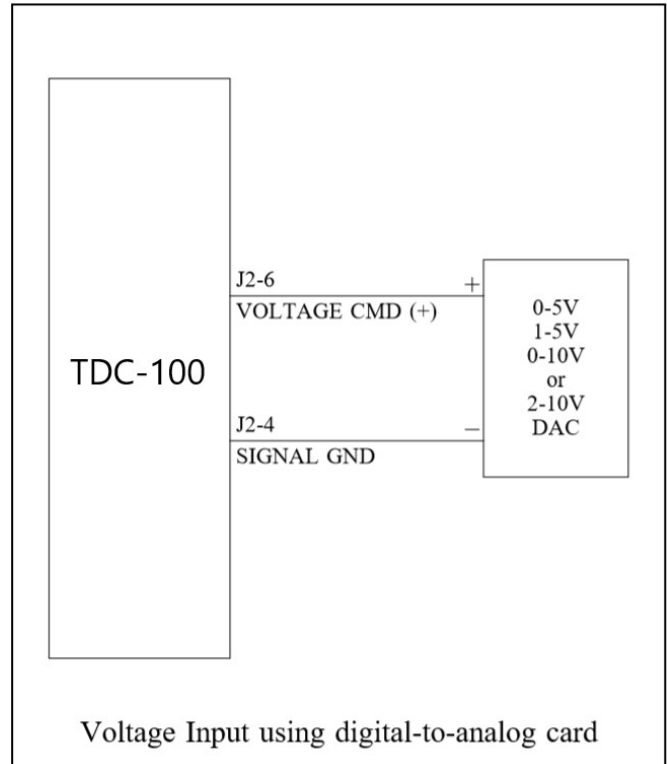 J2-6
+
VOLTAGE CMD (+)
0-5V
1-5V
0-10V
or
2-10V
DAC
TDC-100
J2-4
−
SIGNAL GND
Voltage Input using digital-to-analog card